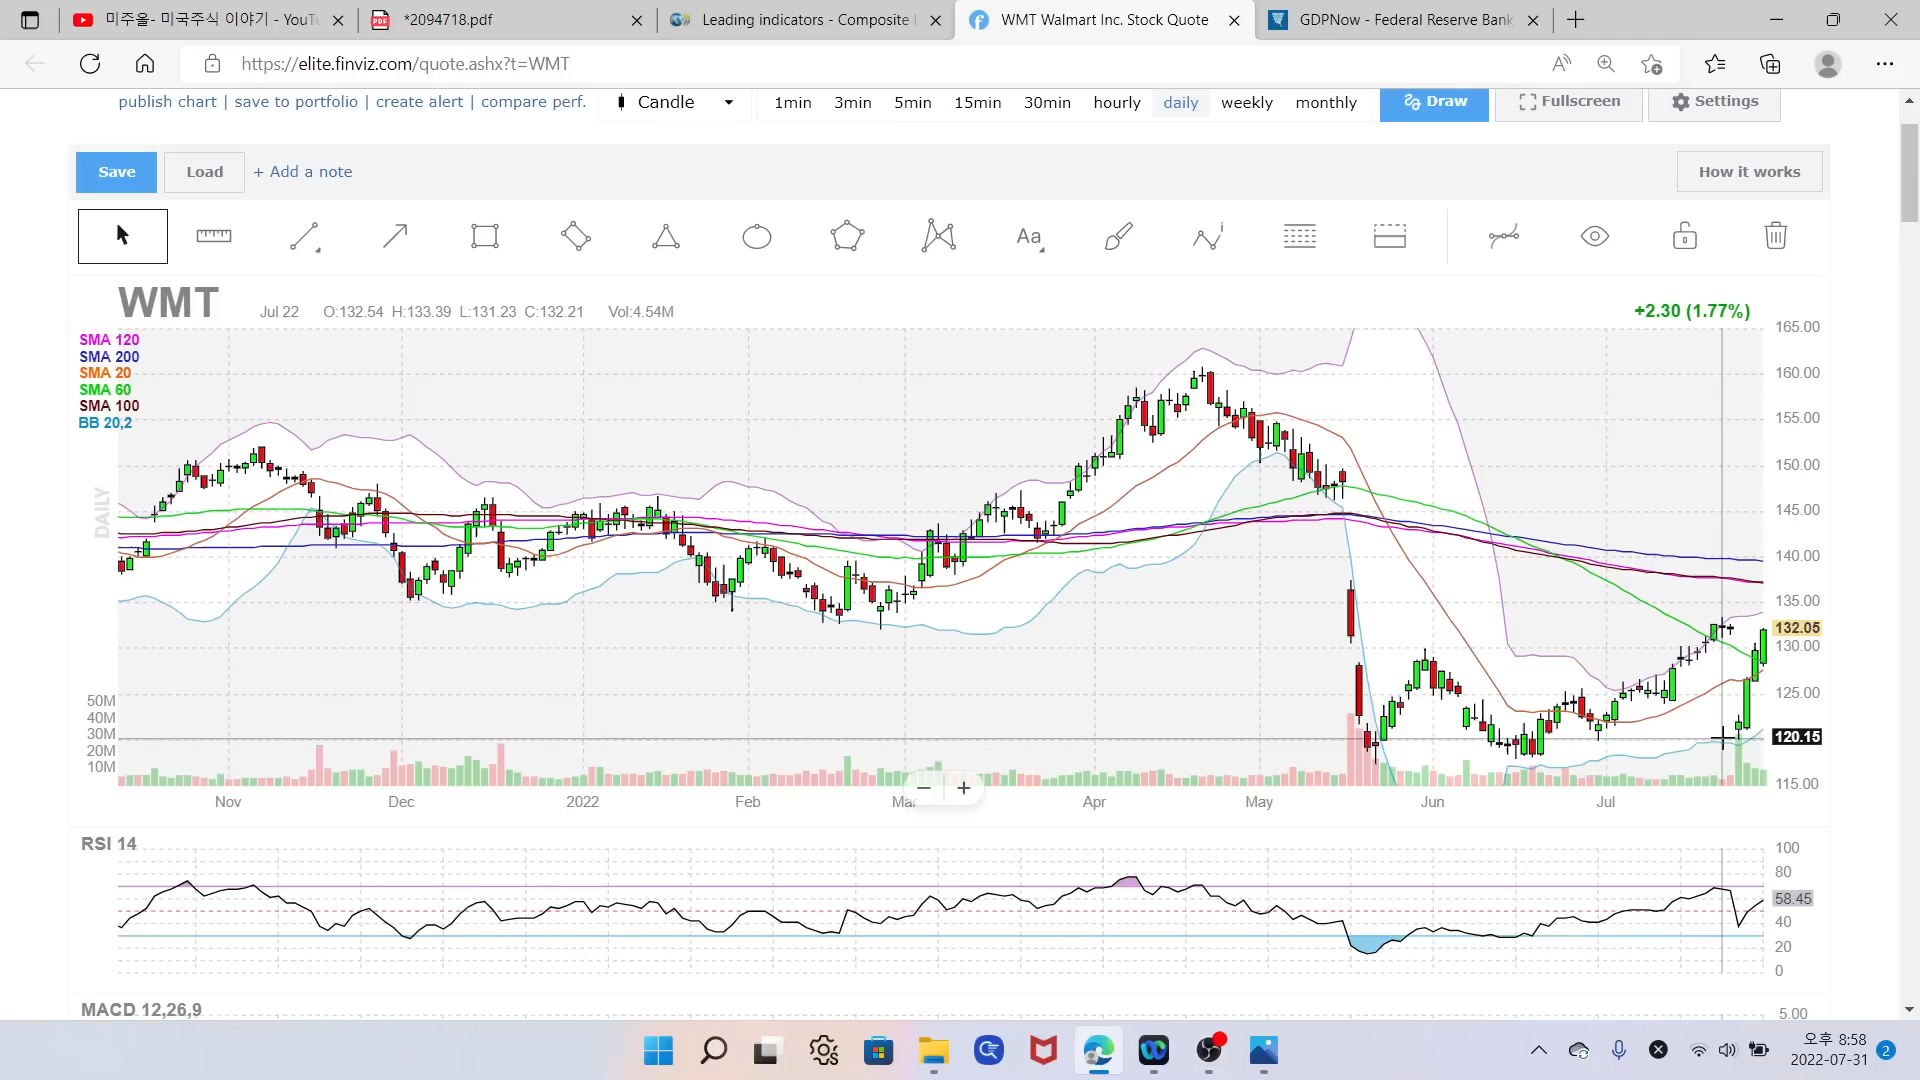 미주올- 미국주식 이야기 - YouTu
*2094718.pdf
Leading indicators - Composite
WMT Walmart Inc. Stock Quote
GDPNow - Federal Reserve Bank
https://elite.finviz.com/quote.ashx?t=WMT
publish chart | save to portfolio | create alert | compare perf.
Candle
1min 3min 5min 15min 30min hourly daily weekly monthly
Draw
Fullscreen
Settings
Save
Load
+ Add a note
How it works
Aa
WMT
Jul 22 O:132.54 H:133.39 L:131.23 C:132.21 Vol:4.54M
+2.30 (1.77%)
SMA 120
SMA 200
SMA 20
SMA 60
SMA 100
BB 20,2
DAILY
165.00
160.00
155.00
150.00
145.00
140.00
135.00
132.05
130.00
125.00
120.15
115.00
50M
40M
30M
20M
10M
Nov Dec 2022 Feb Mar Apr May Jun Jul
− +
RSI 14
100
80
58.45
40
20
0
MACD 12,26,9
5.00
오후 8:58
2022-07-31
2